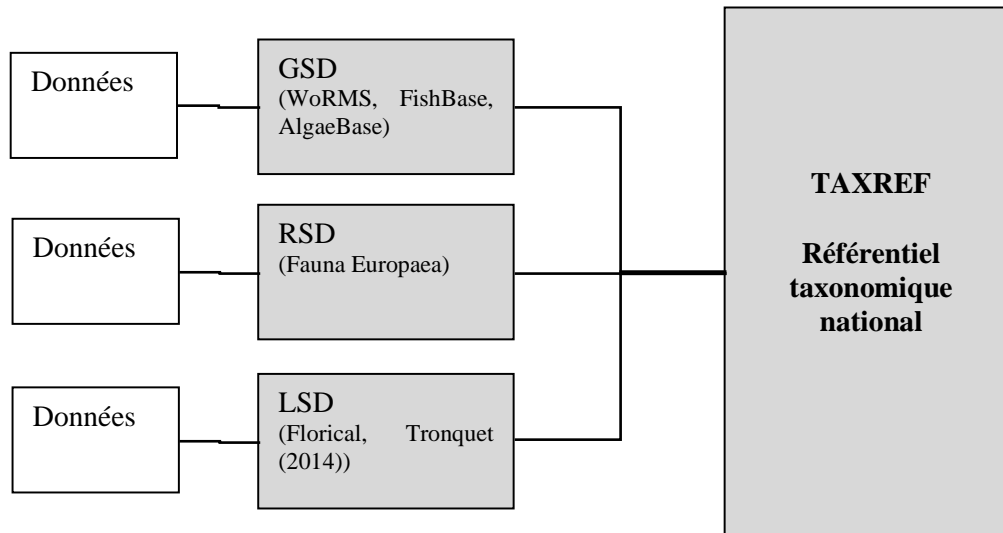 Données
GSD
(WoRMS, FishBase,
AlgaeBase)
Données
RSD
(Fauna Europaea)
Données
LSD
(Florical, Tronquet
(2014))
TAXREF
Référentiel
taxonomique
national